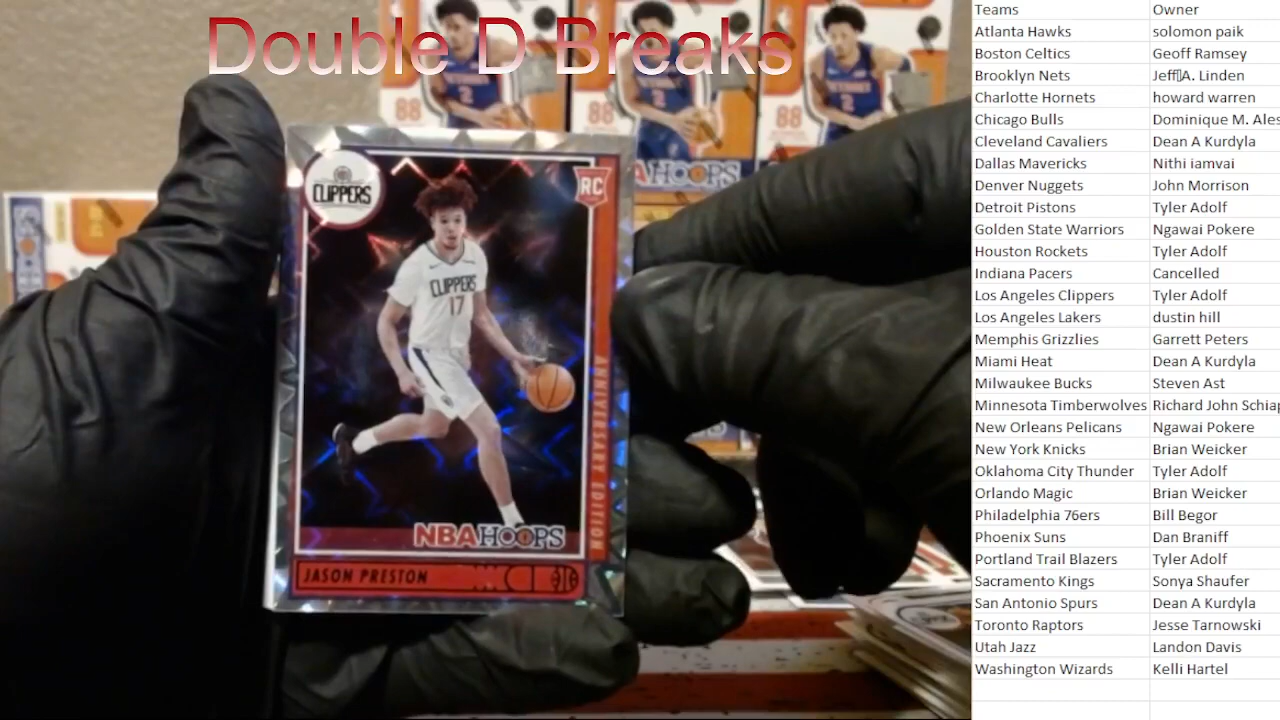 Double D Breaks
88
88
88
HOOPS
CLIPPERS
RC
CLIPPERS
17
ANNIVERSARY EDITION
NBA HOOPS
JASON PRESTON
Teams Owner
Atlanta Hawks solomon paik
Boston Celtics Geoff Ramsey
Brooklyn Nets Jeff A. Linden
Charlotte Hornets howard warren
Chicago Bulls Dominique M. Ales
Cleveland Cavaliers Dean A Kurdyla
Dallas Mavericks Nithi iamvai
Denver Nuggets John Morrison
Detroit Pistons Tyler Adolf
Golden State Warriors Ngawai Pokere
Houston Rockets Tyler Adolf
Indiana Pacers Cancelled
Los Angeles Clippers Tyler Adolf
Los Angeles Lakers dustin hill
Memphis Grizzlies Garrett Peters
Miami Heat Dean A Kurdyla
Milwaukee Bucks Steven Ast
Minnesota Timberwolves Richard John Schiap
New Orleans Pelicans Ngawai Pokere
New York Knicks Brian Weicker
Oklahoma City Thunder Tyler Adolf
Orlando Magic Brian Weicker
Philadelphia 76ers Bill Begor
Phoenix Suns Dan Braniff
Portland Trail Blazers Tyler Adolf
Sacramento Kings Sonya Shaufer
San Antonio Spurs Dean A Kurdyla
Toronto Raptors Jesse Tarnowski
Utah Jazz Landon Davis
Washington Wizards Kelli Hartel